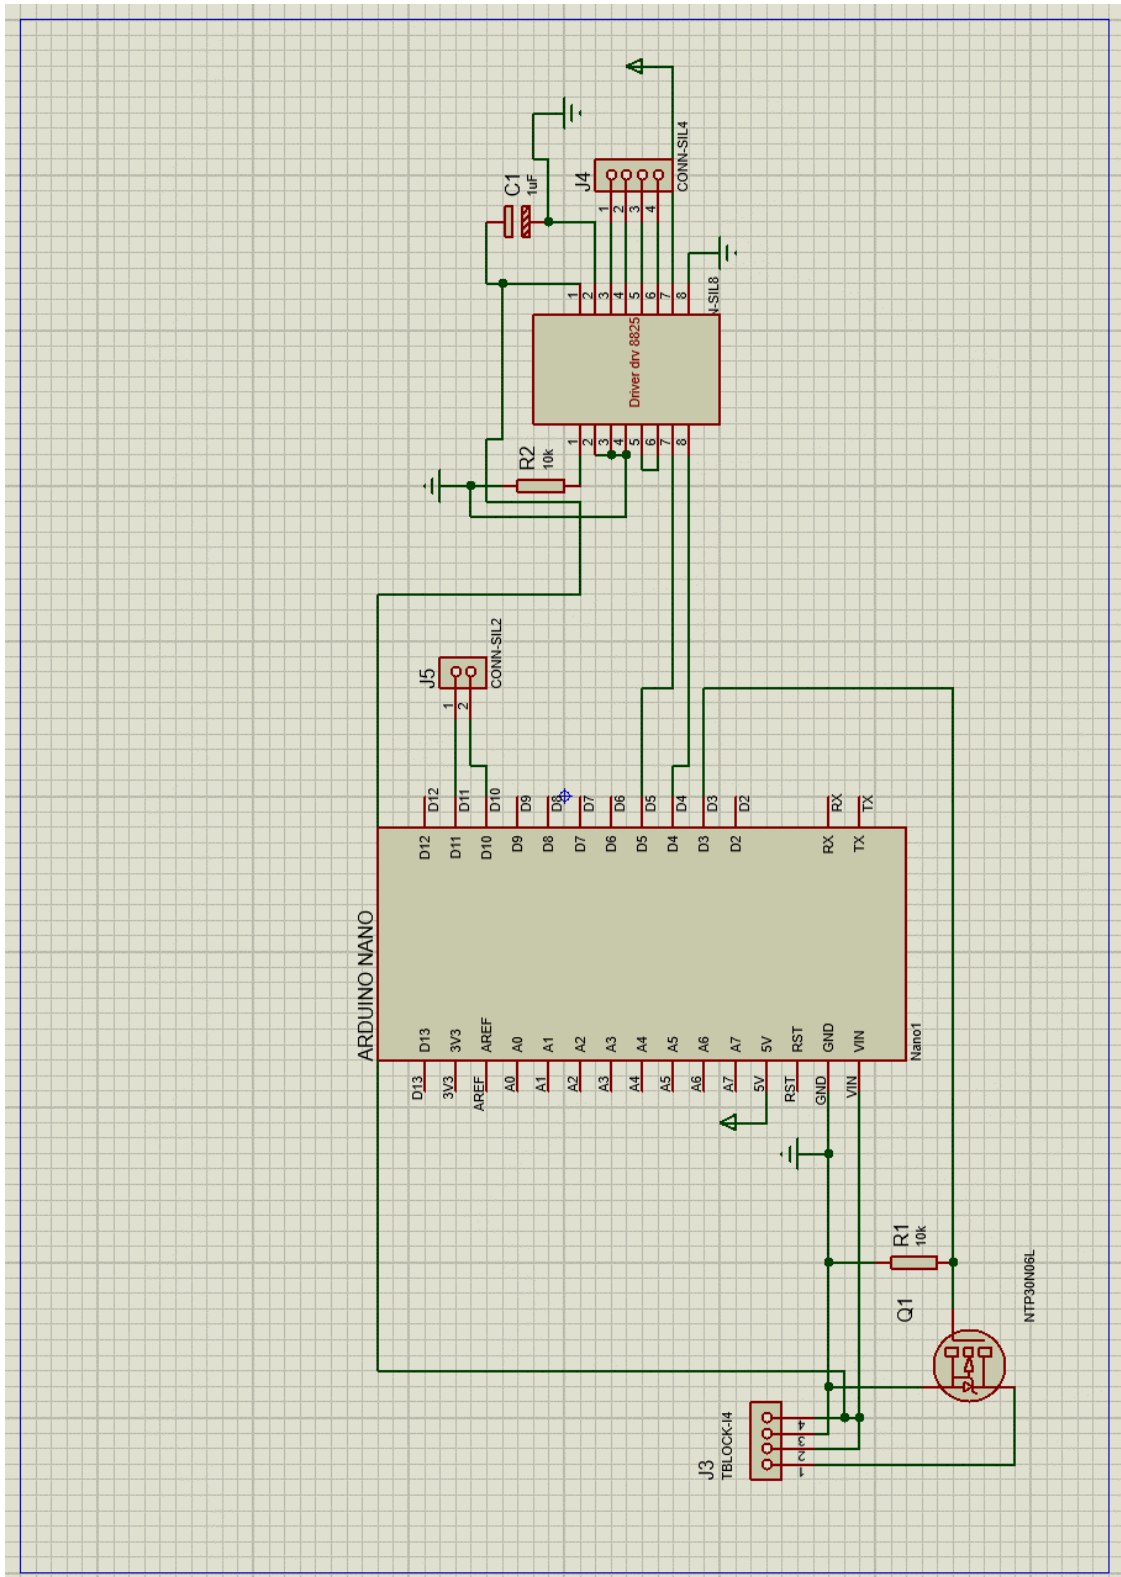 C1
1uF
J4
1
2
3
4
CONN-SIL4
1
2
3
4
5
6
7
8
Driver drv 8825
1
2
3
4
5
6
7
8
R2
10k
J5
1
2
CONN-SIL2
D12
D11
D10
D9
D8
D7
D6
D5
D4
D3
D2
RX
TX
D12
D11
D10
D9
D8
D7
D6
D5
D4
D3
D2
RX
TX
ARDUINO NANO
D13
3V3
AREF
A0
A1
A2
A3
A4
A5
A6
A7
5V
RST
GND
VIN
Nano1
D13
3V3
AREF
A0
A1
A2
A3
A4
A5
A6
A7
5V
RST
GND
VIN
R1
10k
Q1
NTP30N06L
J3
TBLOCK-I4
1
2
3
4